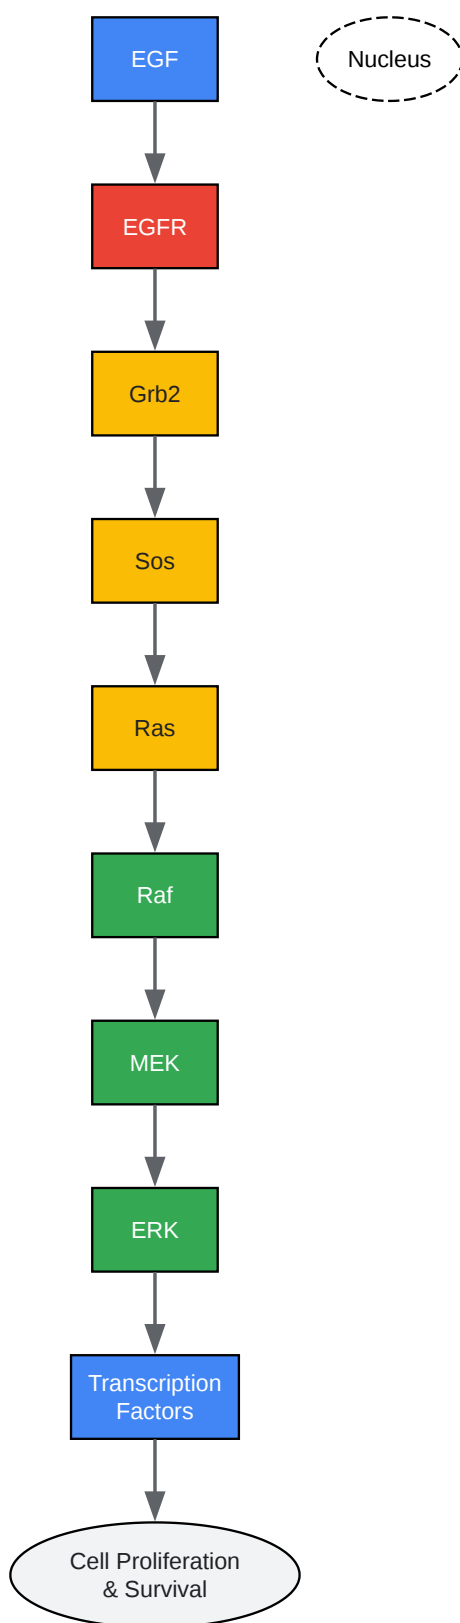 EGF
Nucleus
EGFR
Grb2
Sos
Ras
Raf
MEK
ERK
Transcription
Factors
Cell Proliferation
& Survival